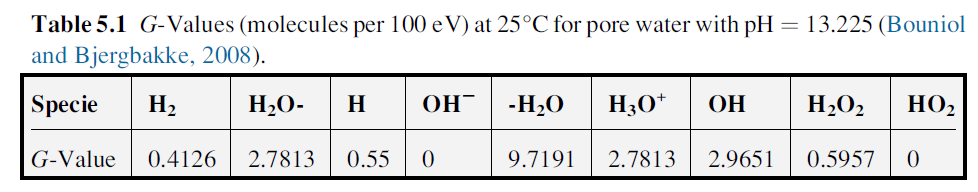 Table 5.1 G-Values (molecules per 100 eV) at 25°C for pore water with pH = 13.225 (Bouniol
and Bjergbakke, 2008).
Specie H₂ H₂O- H OH⁻ -H₂O H₃O⁺ OH H₂O₂ HO₂
G-Value 0.4126 2.7813 0.55 0 9.7191 2.7813 2.9651 0.5957 0